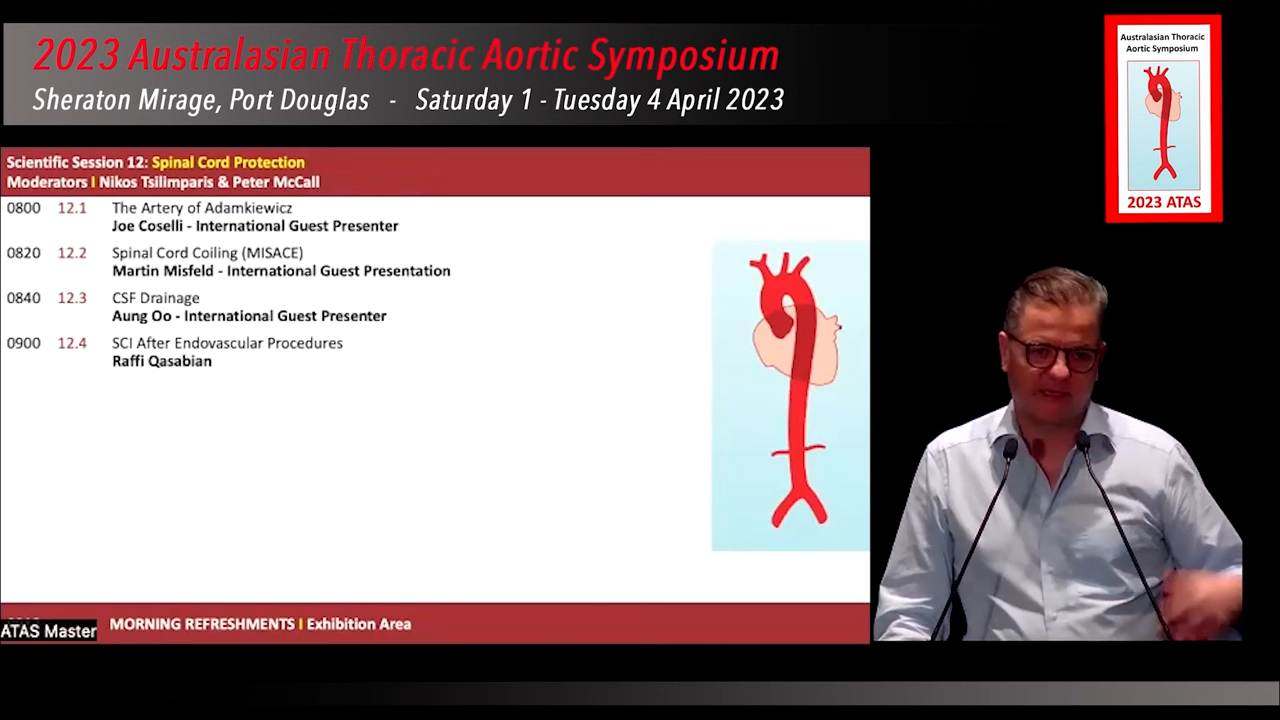 2023 Australasian Thoracic Aortic Symposium
Sheraton Mirage, Port Douglas - Saturday 1 - Tuesday 4 April 2023
Australasian Thoracic
Aortic Symposium
2023 ATAS
Scientific Session 12: Spinal Cord Protection
Moderators I Nikos Tsilimparis & Peter McCall
0800 12.1 The Artery of Adamkiewicz
Joe Coselli - International Guest Presenter
0820 12.2 Spinal Cord Coiling (MISACE)
Martin Misfeld - International Guest Presentation
0840 12.3 CSF Drainage
Aung Oo - International Guest Presenter
0900 12.4 SCI After Endovascular Procedures
Raffi Qasabian
MORNING REFRESHMENTS I Exhibition Area
ATAS Master